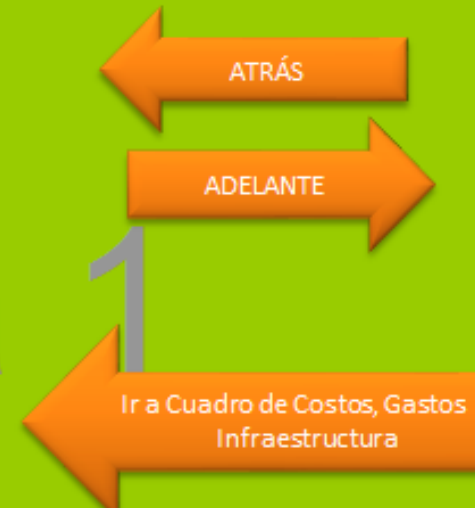 ATRÁS
ADELANTE
1
Ir a Cuadro de Costos, Gastos
Infraestructura